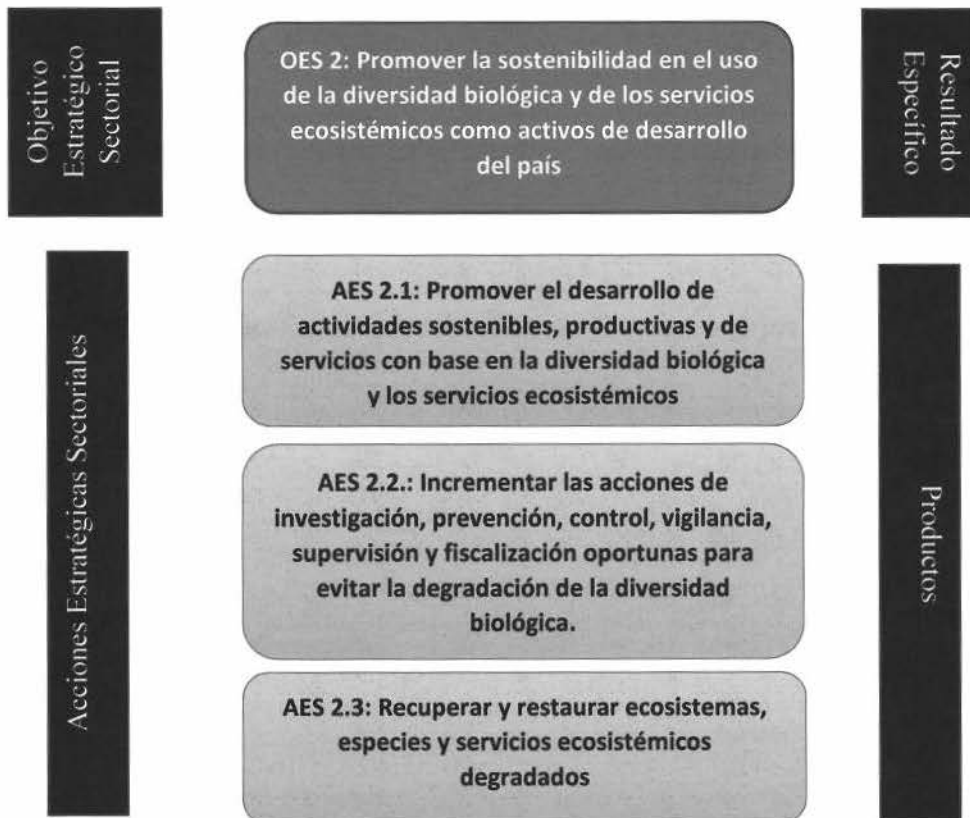 Objetivo
Estratégico
Sectorial
OES 2: Promover la sostenibilidad en el uso
de la diversidad biológica y de los servicios
ecosistémicos como activos de desarrollo
del país
Resultado
Específico
Acciones Estratégicas Sectoriales
AES 2.1: Promover el desarrollo de
actividades sostenibles, productivas y de
servicios con base en la diversidad biológica
y los servicios ecosistémicos
AES 2.2.: Incrementar las acciones de
investigación, prevención, control, vigilancia,
supervisión y fiscalización oportunas para
evitar la degradación de la diversidad
biológica.
AES 2.3: Recuperar y restaurar ecosistemas,
especies y servicios ecosistémicos
degradados
Productos